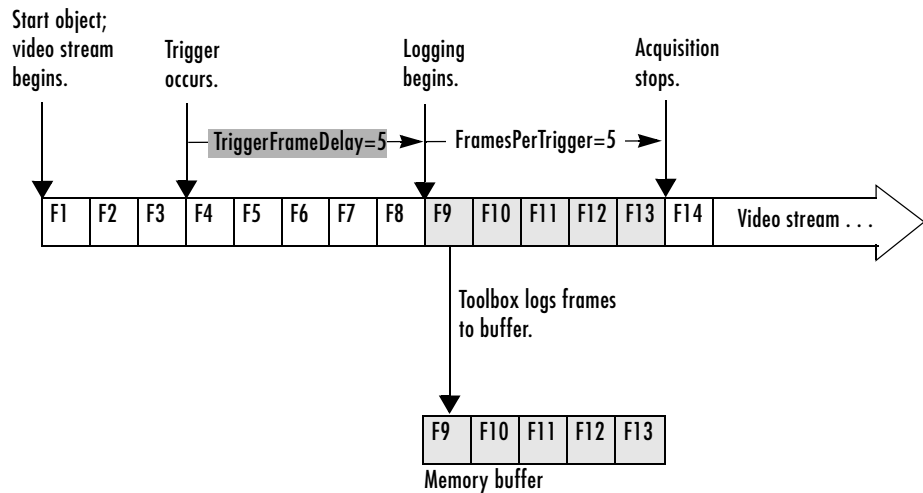 Start object;
video stream
begins.
Trigger
occurs.
Logging
begins.
Acquisition
stops.
TriggerFrameDelay=5
FramesPerTrigger=5
F1 F2 F3 F4 F5 F6 F7 F8 F9 F10 F11 F12 F13 F14 Video stream . . .
Toolbox logs frames
to buffer.
F9 F10 F11 F12 F13
Memory buffer